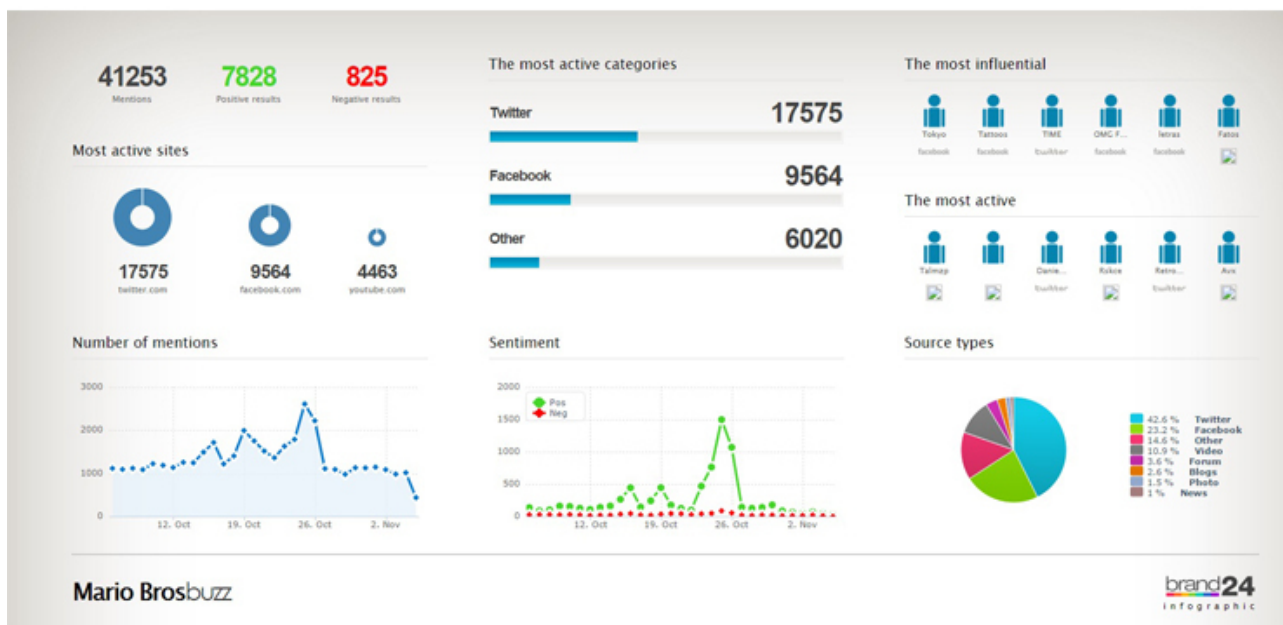 41253
Mentions
7828
Positive results
825
Negative results
Most active sites
17575
twitter.com
9564
facebook.com
4463
youtube.com
The most active categories
Twitter 17575
Facebook 9564
Other 6020
The most influential
Tokyo Tattoos TIME OMG F... letras Fatos
facebook facebook twitter facebook facebook
The most active
Talmap Danie... Rskce Retro... Avs
twitter twitter
Number of mentions
3000
2000
1000
0
12. Oct 19. Oct 26. Oct 2. Nov
Sentiment
2000
1500
1000
500
0
Pos
Neg
12. Oct 19. Oct 26. Oct 2. Nov
Source types
42.6 % Twitter
23.2 % Facebook
14.6 % Other
10.9 % Video
3.6 % Forum
2.6 % Blogs
1.5 % Photo
1 % News
Mario Brosbuzz
brand24
infographic